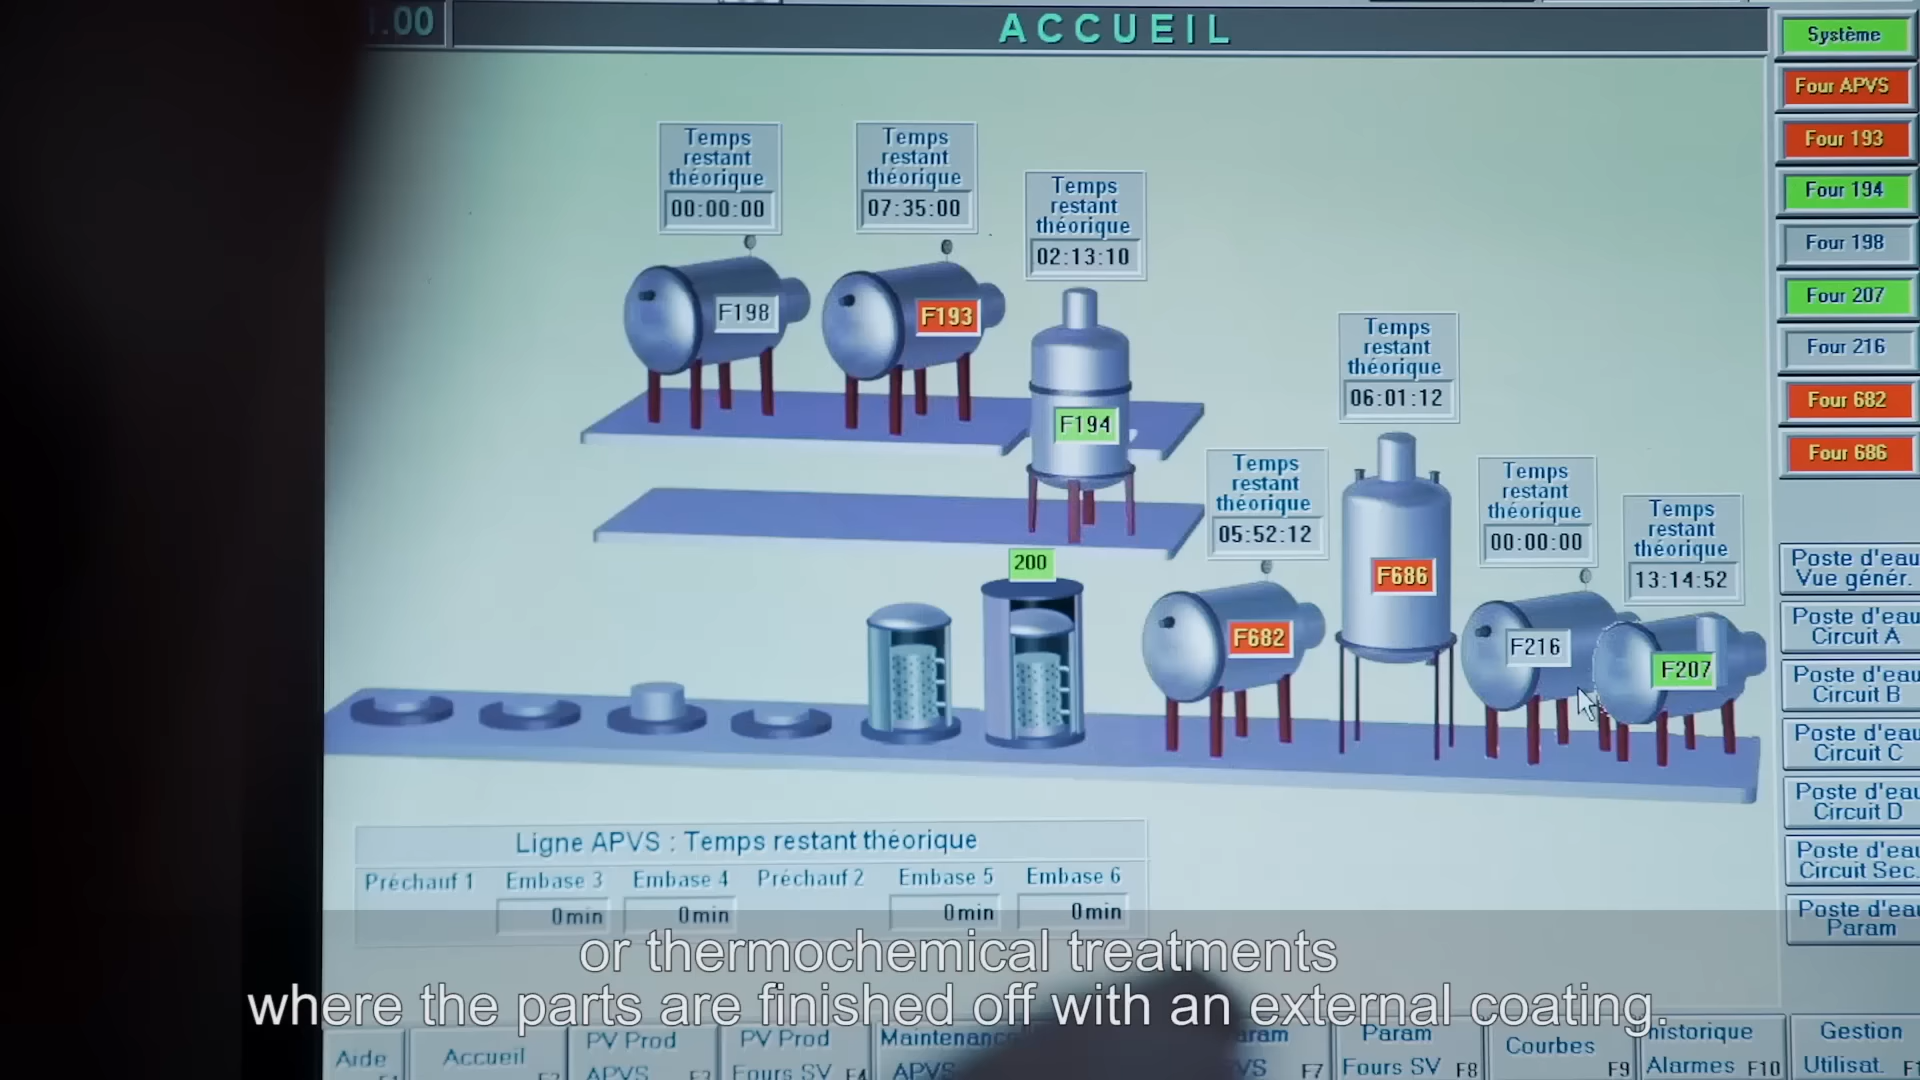 .00
ACCUEIL
Système
Four APVS
Four 193
Four 194
Four 198
Four 207
Four 216
Four 682
Four 686
Temps
restant
théorique
00:00:00
Temps
restant
théorique
07:35:00
Temps
restant
théorique
02:13:10
Temps
restant
théorique
06:01:12
Temps
restant
théorique
05:52:12
Temps
restant
théorique
00:00:00
Temps
restant
théorique
13:14:52
F198
F193
F194
200
F682
F686
F216
F207
Poste d'eau
Vue génér.
Poste d'eau
Circuit A
Poste d'eau
Circuit B
Poste d'eau
Circuit C
Poste d'eau
Circuit D
Poste d'eau
Circuit Sec.
Poste d'eau
Param
Ligne APVS : Temps restant théorique
Préchauf 1 Embase 3 Embase 4 Préchauf 2 Embase 5 Embase 6
0min 0min 0min 0min
or thermochemical treatments
where the parts are finished off with an external coating.
Aide
Accueil F2
PV Prod
APVS F3
PV Prod
Fours SV F4
Maintenance
APVS
F7
Param
Fours SV F8
Courbes F9
historique
Alarmes F10
Gestion
Utilisat.